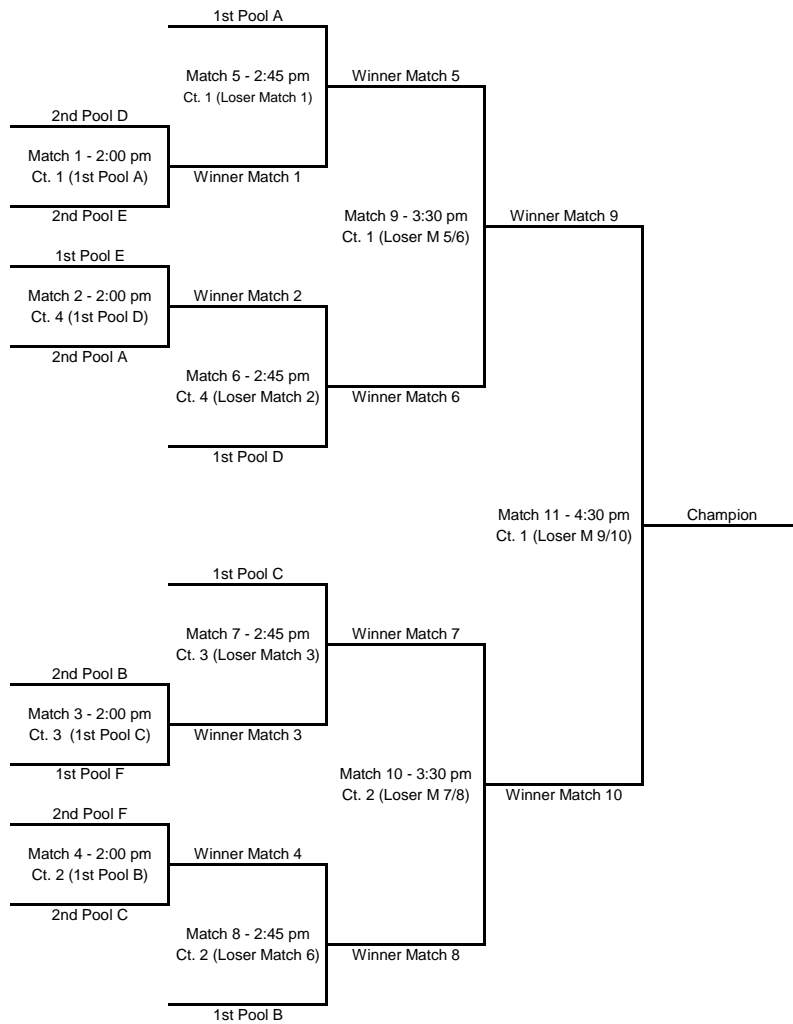 1st Pool A
Match 5 - 2:45 pm
Ct. 1 (Loser Match 1)
Winner Match 5
2nd Pool D
Match 1 - 2:00 pm
Ct. 1 (1st Pool A)
Winner Match 1
2nd Pool E
Match 9 - 3:30 pm
Ct. 1 (Loser M 5/6)
Winner Match 9
1st Pool E
Match 2 - 2:00 pm
Ct. 4 (1st Pool D)
Winner Match 2
2nd Pool A
Match 6 - 2:45 pm
Ct. 4 (Loser Match 2)
Winner Match 6
1st Pool D
Match 11 - 4:30 pm
Ct. 1 (Loser M 9/10)
Champion
1st Pool C
Match 7 - 2:45 pm
Ct. 3 (Loser Match 3)
Winner Match 7
2nd Pool B
Match 3 - 2:00 pm
Ct. 3  (1st Pool C)
Winner Match 3
1st Pool F
Match 10 - 3:30 pm
Ct. 2 (Loser M 7/8)
Winner Match 10
2nd Pool F
Match 4 - 2:00 pm
Ct. 2 (1st Pool B)
Winner Match 4
2nd Pool C
Match 8 - 2:45 pm
Ct. 2 (Loser Match 6)
Winner Match 8
1st Pool B